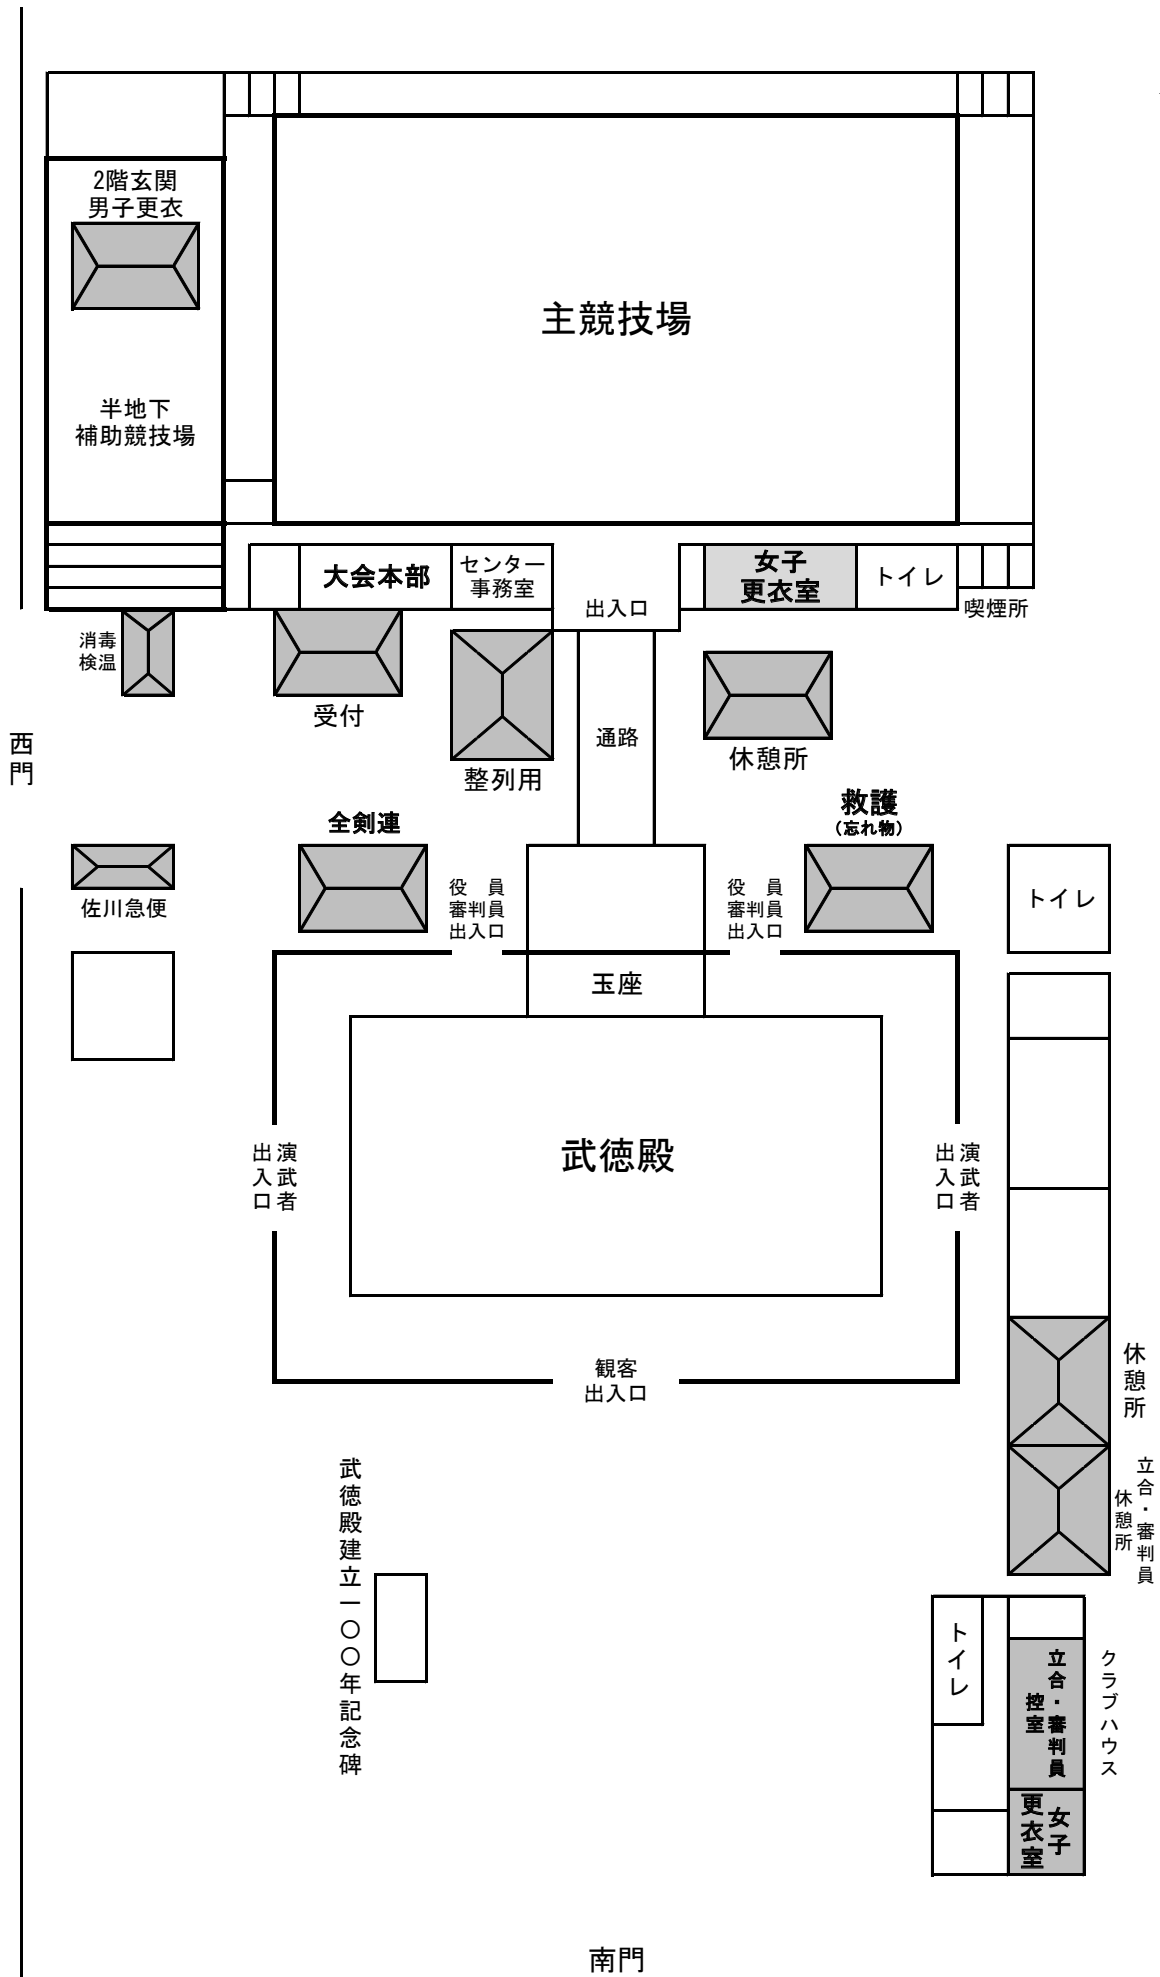 2階玄関
男子更衣
主競技場
半地下
補助競技場
大会本部
センター
事務室
女子
更衣室
トイレ
出入口
喫煙所
消毒
検温
受付
整列用
通路
休憩所
西門
全剣連
救護
(忘れ物)
佐川急便
役　員
審判員
出入口
役　員
審判員
出入口
トイレ
玉座
武徳殿
演武者
出入口
演武者
出入口
観客
出入口
休憩所
立合・審判員
休憩所
武徳殿建立一〇〇年記念碑
トイレ
立合・審判員
控室
クラブハウス
女子
更衣室
南門